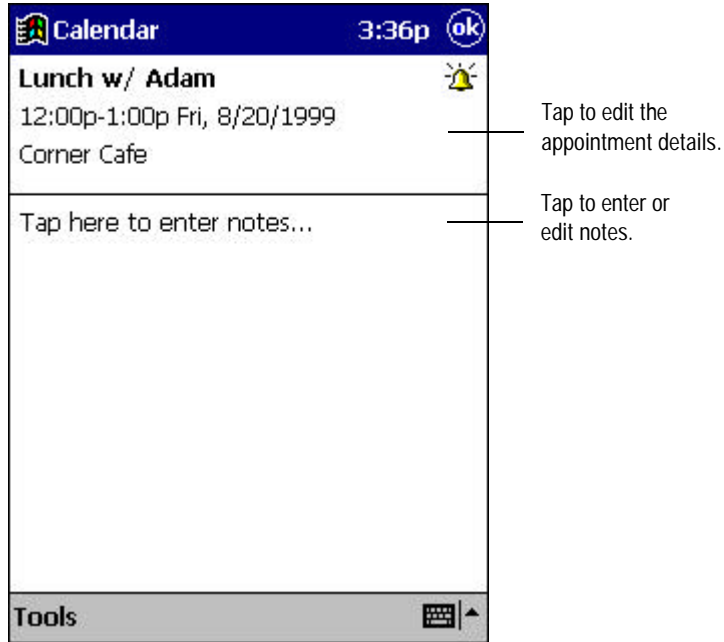 Calendar 3:36p ok
Lunch w/ Adam
12:00p-1:00p Fri, 8/20/1999
Corner Cafe
Tap to edit the
appointment details.
Tap here to enter notes...
Tap to enter or
edit notes.
Tools